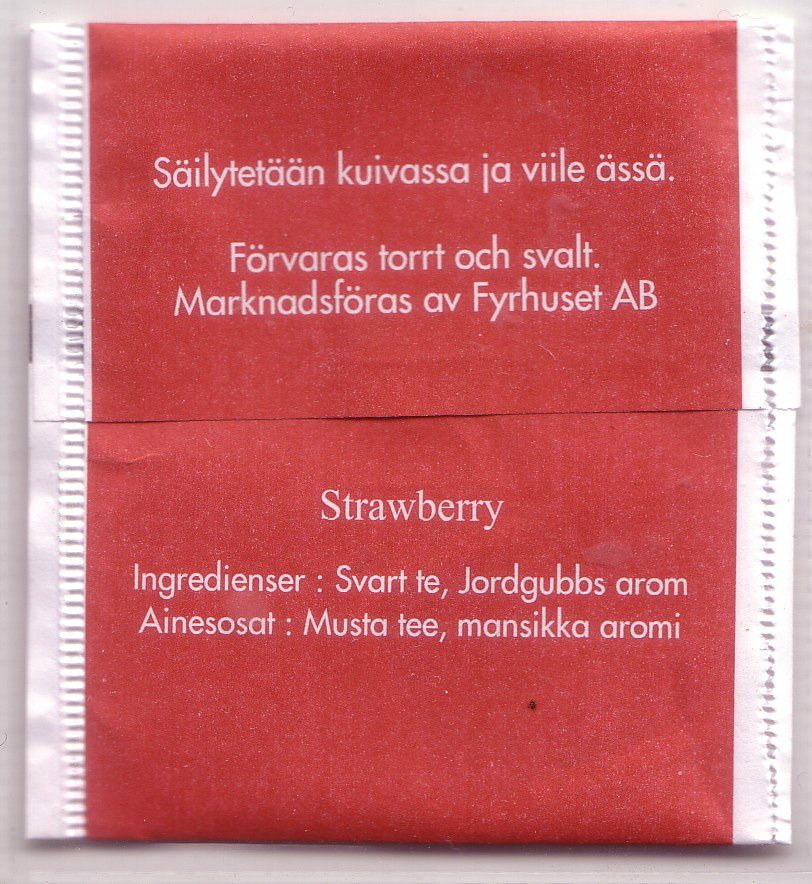 Säilytetään kuivassa ja viile ässä.
Förvaras torrt och svalt.
Marknadsföras av Fyrhuset AB
Strawberry
Ingredienser : Svart te, Jordgubbs arom
Ainesosat : Musta tee, mansikka aromi